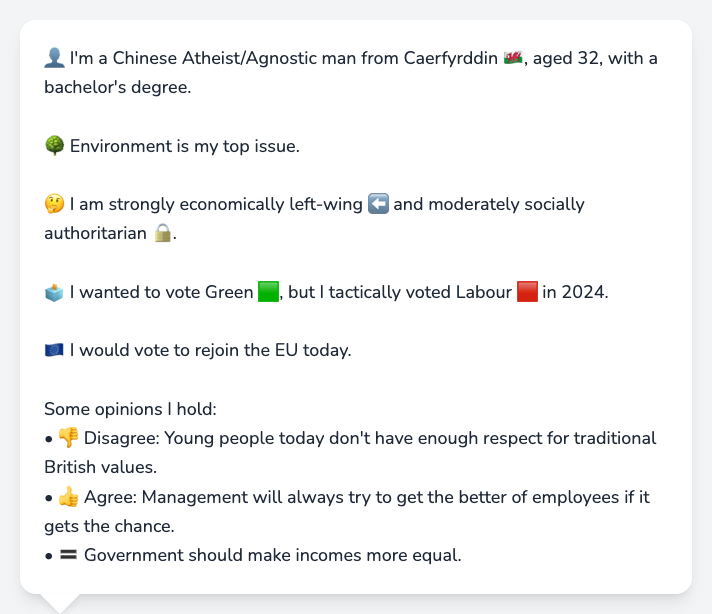 👤 I'm a Chinese Atheist/Agnostic man from Caerfyrddin 🏴󠁧󠁢󠁷󠁬󠁳󠁿, aged 32, with a
bachelor's degree.
🌳 Environment is my top issue.
🤔 I am strongly economically left-wing ⬅️ and moderately socially
authoritarian 🔒.
🗳️ I wanted to vote Green 🟩, but I tactically voted Labour 🟥 in 2024.
🇪🇺 I would vote to rejoin the EU today.
Some opinions I hold:
• 👎 Disagree: Young people today don't have enough respect for traditional
British values.
• 👍 Agree: Management will always try to get the better of employees if it
gets the chance.
• 🟰 Government should make incomes more equal.